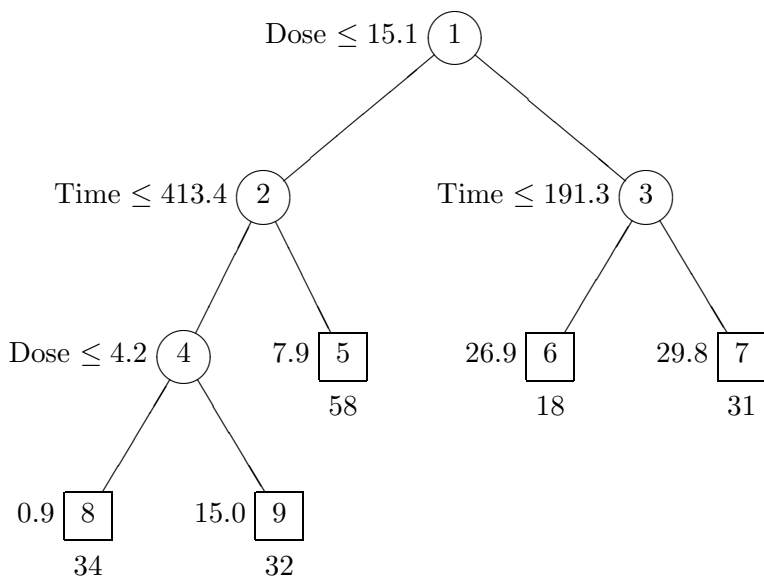 Dose ≤ 15.1 1
Time ≤ 413.4 2 Time ≤ 191.3 3
Dose ≤ 4.2 4 7.9 5 26.9 6 29.8 7
58 18 31
0.9 8 15.0 9
34 32